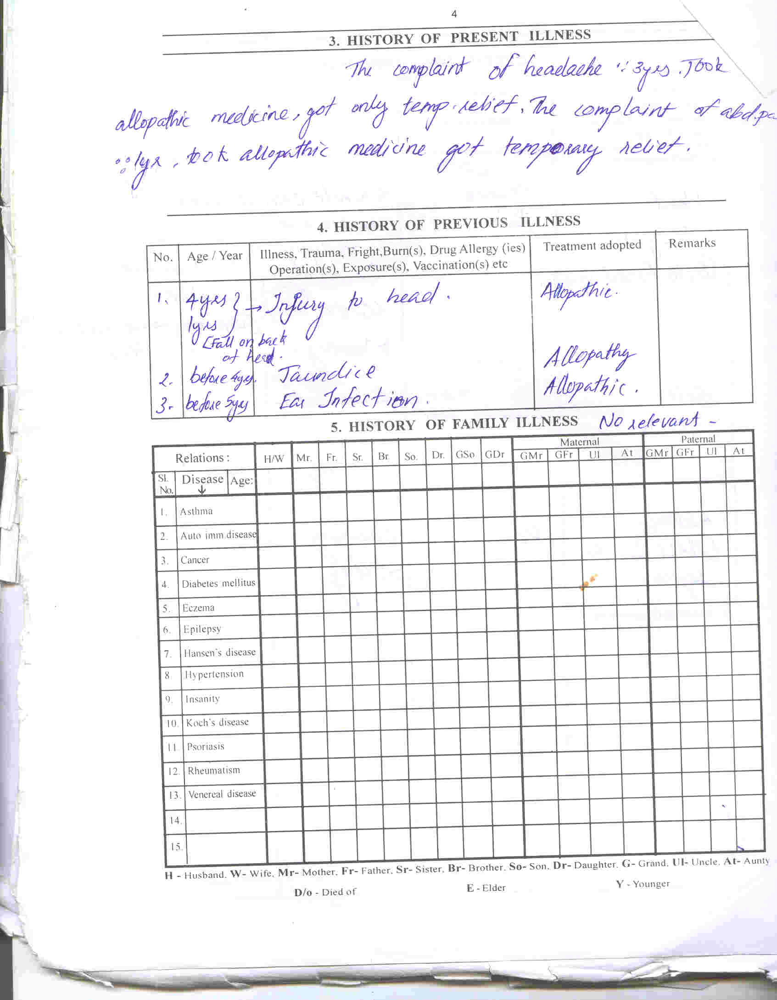 4
3. HISTORY OF PRESENT ILLNESS
The complaint of headache ∵ 3yrs. Took
allopathic medicine, got only temp. relief. The complaint of abd.pa
1yr, took allopathic medicine got temporary relief.
4. HISTORY OF PREVIOUS ILLNESS
No. Age / Year Illness, Trauma, Fright,Burn(s), Drug Allergy (ies) Treatment adopted Remarks
Operation(s), Exposure(s), Vaccination(s) etc
1. 4yrs } → Injury to head. Allopathic.
1yrs
[Fall on back
of head.
Allopathy
2. before 4yrs. Jaundice
Allopathic.
3. before 5yrs Ear Infection.
5. HISTORY OF FAMILY ILLNESS No relevant -
Maternal Paternal
Relations : H/W Mr. Fr. Sr. Br. So. Dr. GSo GDr GMr GFr Ul At GMr GFr Ul At
Sl. Disease Age:
No. ↓
1. Asthma
2. Auto imm.disease
3. Cancer
4. Diabetes mellitus
5. Eczema
6. Epilepsy
7. Hansen's disease
8 Hypertension
9. Insanity
10. Koch's disease
11. Psoriasis
12. Rheumatism
13. Venereal disease
14.
15.
H - Husband, W- Wife, Mr- Mother, Fr- Father, Sr- Sister, Br- Brother, So- Son, Dr- Daughter, G- Grand, Ul- Uncle, At- Aunty
D/o - Died of E - Elder Y - Younger